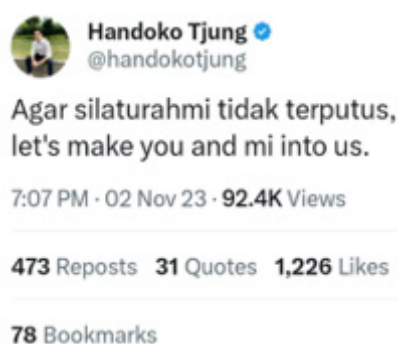 Handoko Tjung
@handokotjung
Agar silaturahmi tidak terputus,
let's make you and mi into us.
7:07 PM · 02 Nov 23 · 92.4K Views
473 Reposts 31 Quotes 1,226 Likes
78 Bookmarks